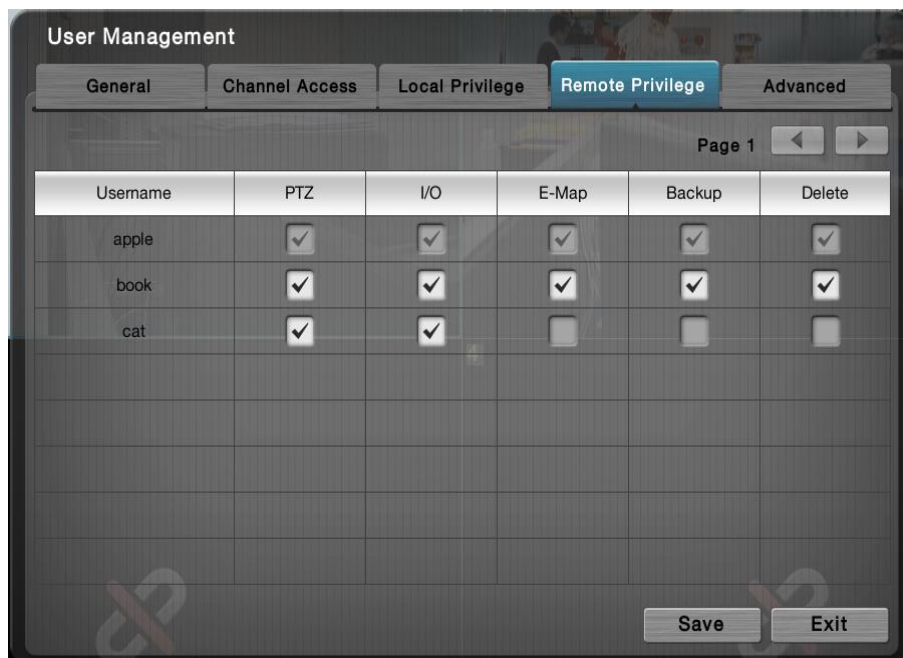 User Management
General Channel Access Local Privilege Remote Privilege Advanced
Page 1
Username PTZ I/O E-Map Backup Delete
apple
book
cat
Save Exit